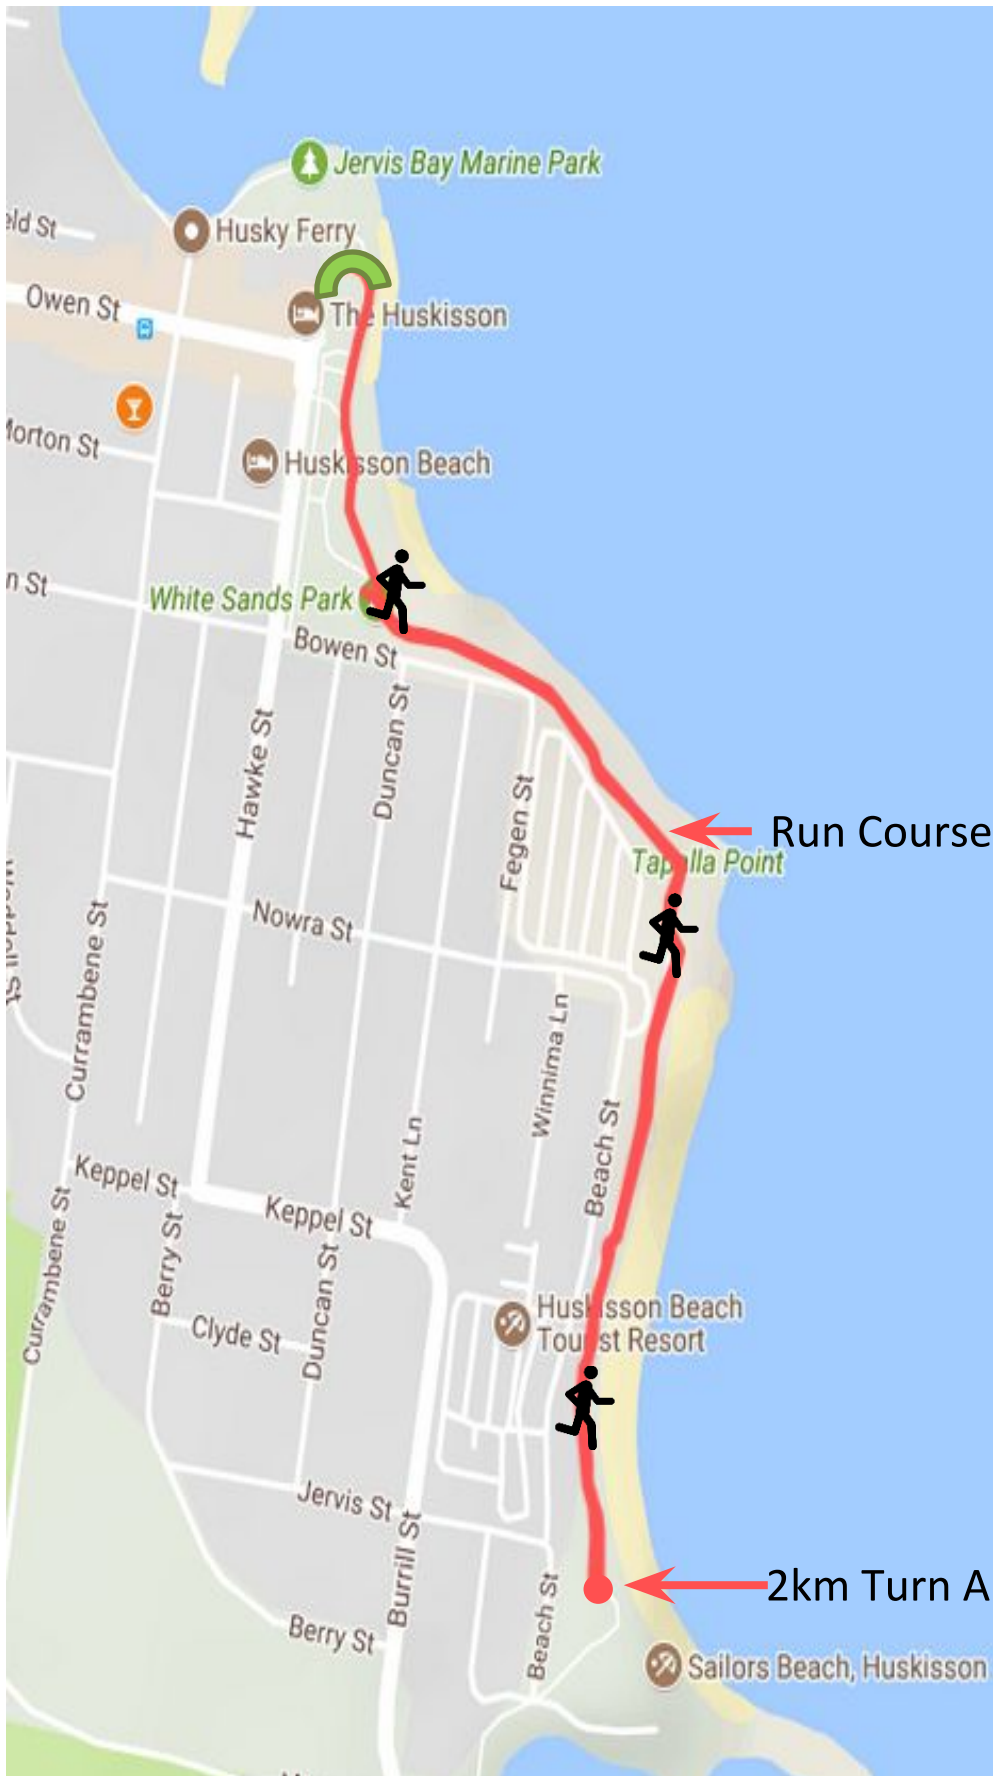 Jervis Bay Marine Park
eld St
Husky Ferry
Owen St
The Huskisson
Morton St
Huskisson Beach
n St
White Sands Park
Bowen St
Duncan St
Hawke St
Fegen St
Run Course
Tapalla Point
Nowra St
Currambene St
Winnima Ln
Beach St
Kent Ln
Keppel St
Keppel St
Currambene St
Berry St
Duncan St
Clyde St
Huskisson Beach
Tourist Resort
Jervis St
Burrill St
2km Turn A
Beach St
Berry St
Sailors Beach, Huskisson